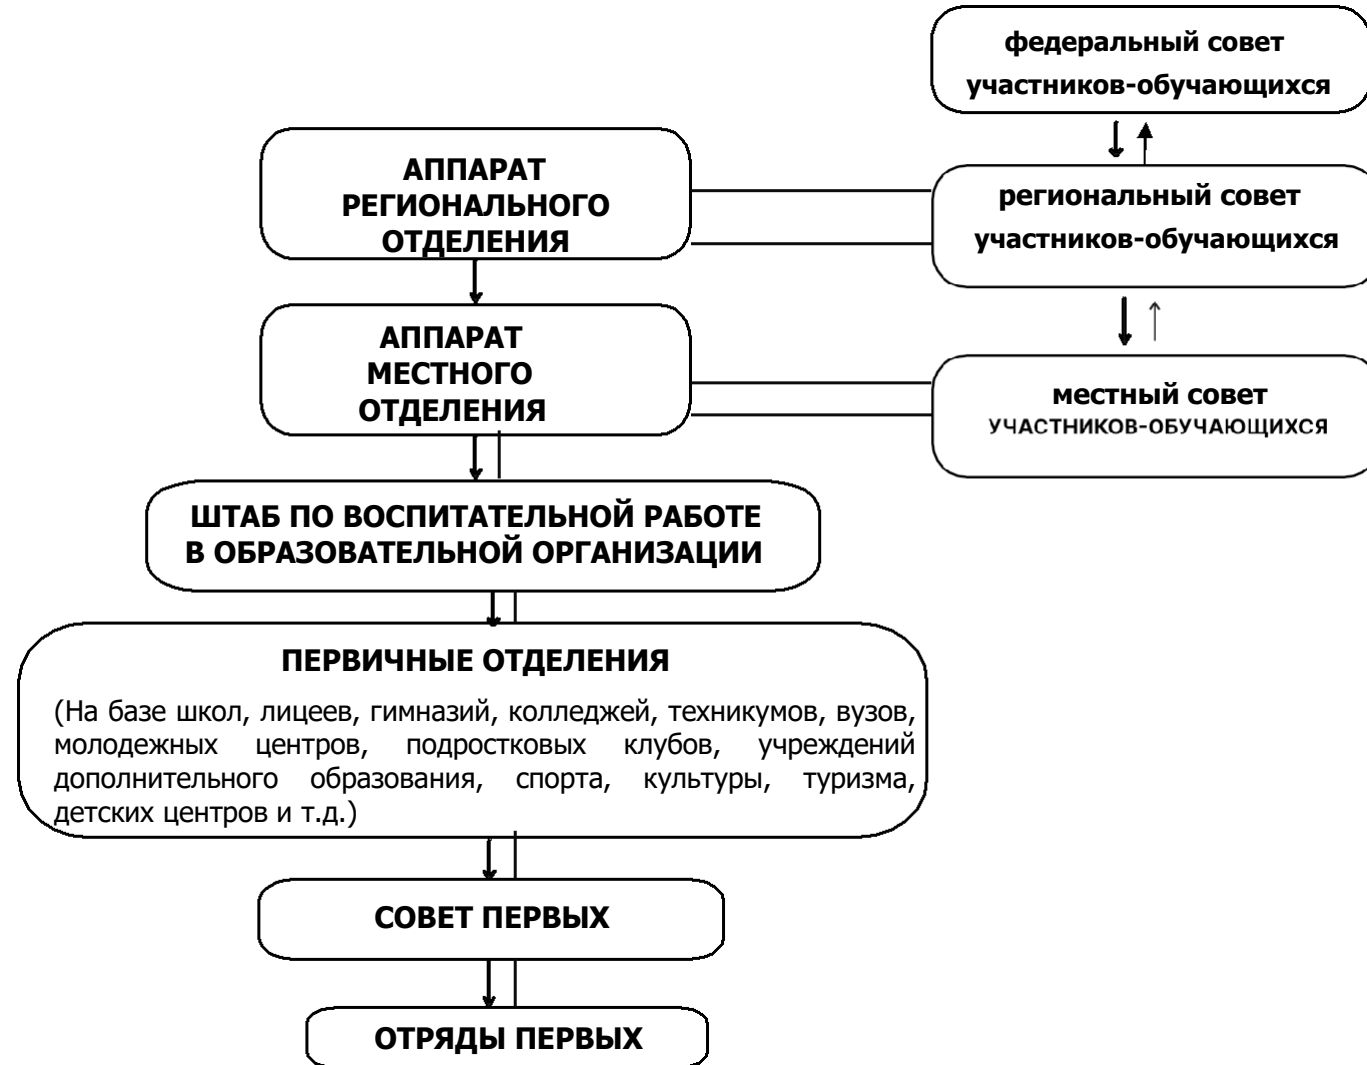 федеральный совет
участников-обучающихся
АППАРАТ
РЕГИОНАЛЬНОГО
ОТДЕЛЕНИЯ
региональный совет
участников-обучающихся
АППАРАТ
МЕСТНОГО
ОТДЕЛЕНИЯ
местный совет
УЧАСТНИКОВ-ОБУЧАЮЩИХСЯ
ШТАБ ПО ВОСПИТАТЕЛЬНОЙ РАБОТЕ
В ОБРАЗОВАТЕЛЬНОЙ ОРГАНИЗАЦИИ
ПЕРВИЧНЫЕ ОТДЕЛЕНИЯ
(На базе школ, лицеев, гимназий, колледжей, техникумов, вузов,
молодежных центров, подростковых клубов, учреждений
дополнительного образования, спорта, культуры, туризма,
детских центров и т.д.)
СОВЕТ ПЕРВЫХ
ОТРЯДЫ ПЕРВЫХ